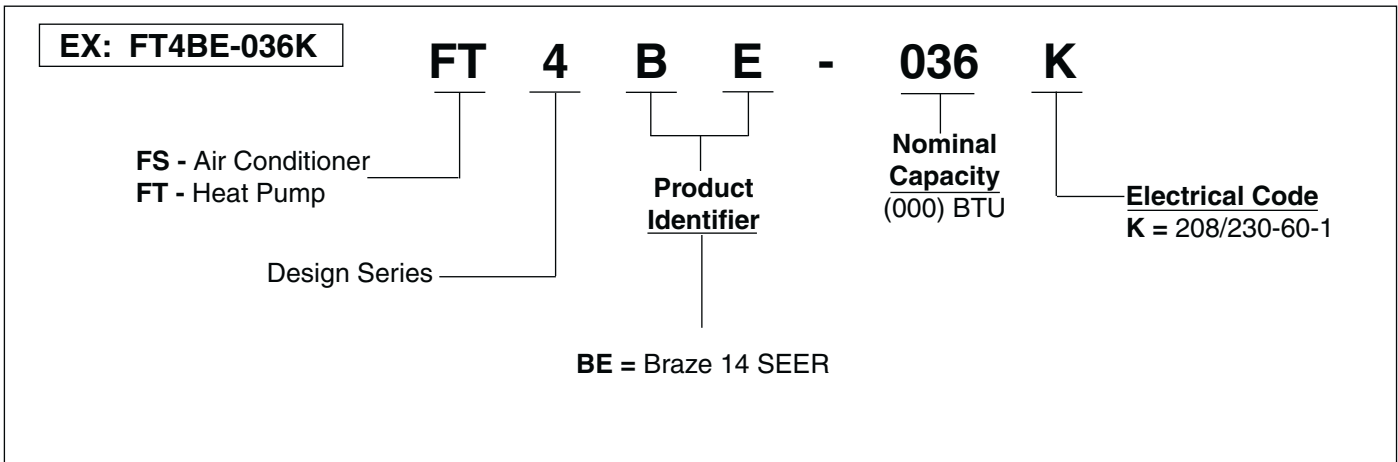 EX: FT4BE-036K
FT 4 B E - 036 K
FS - Air Conditioner
FT - Heat Pump
Design Series
Product
Identifier
BE = Braze 14 SEER
Nominal
Capacity
(000) BTU
Electrical Code
K = 208/230-60-1